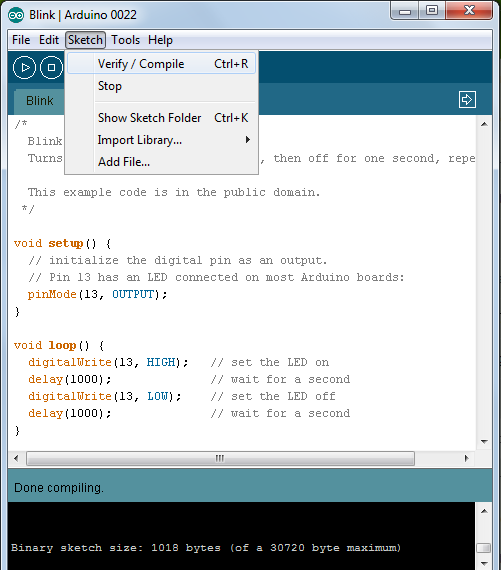 Blink | Arduino 0022
File Edit Sketch Tools Help
Verify / Compile Ctrl+R
Stop
Show Sketch Folder Ctrl+K
Import Library...
Add File...
Blink
/*
Blink
Turns , then off for one second, repe
This example code is in the public domain.
*/
void setup() {
// initialize the digital pin as an output.
// Pin 13 has an LED connected on most Arduino boards:
pinMode(13, OUTPUT);
}
void loop() {
digitalWrite(13, HIGH); // set the LED on
delay(1000); // wait for a second
digitalWrite(13, LOW); // set the LED off
delay(1000); // wait for a second
}
Done compiling.
Binary sketch size: 1018 bytes (of a 30720 byte maximum)